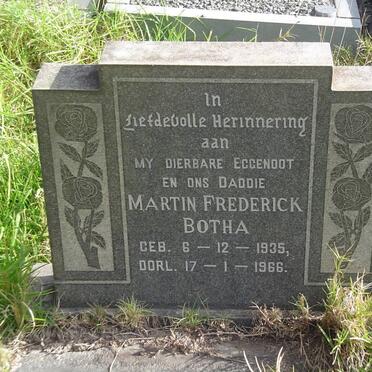 In
Liefdevolle Herinnering
aan
MY DIERBARE EGGENOOT
EN ONS DADDIE
MARTIN FREDERICK
BOTHA
GEB. 6 - 12 - 1935,
OORL. 17 - 1 - 1966.